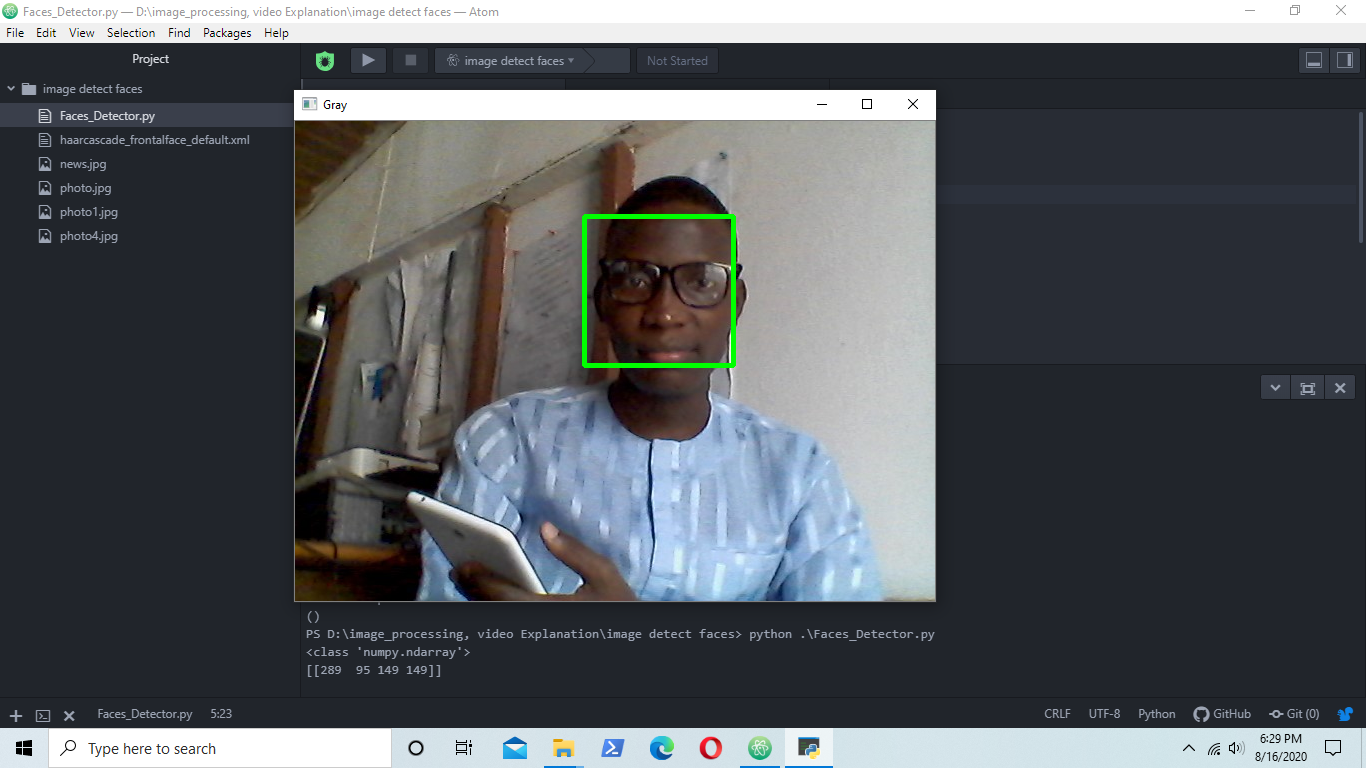 Faces_Detector.py — D:\image_processing, video Explanation\image detect faces — Atom
File Edit View Selection Find Packages Help
Project
image detect faces
Not Started
image detect faces
Faces_Detector.py
haarcascade_frontalface_default.xml
news.jpg
photo.jpg
photo1.jpg
photo4.jpg
Gray
()
PS D:\image_processing, video Explanation\image detect faces> python .\Faces_Detector.py
<class 'numpy.ndarray'>
[[289  95 149 149]]
Faces_Detector.py 5:23
CRLF UTF-8 Python GitHub Git (0)
Type here to search
6:29 PM
8/16/2020